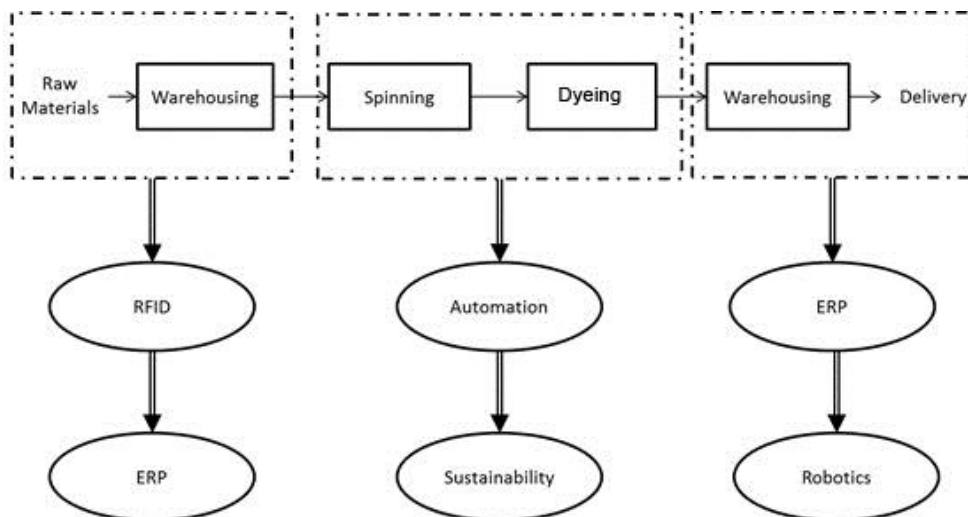 Raw
Materials
Warehousing
Spinning
Dyeing
Warehousing
Delivery
RFID
Automation
ERP
ERP
Sustainability
Robotics